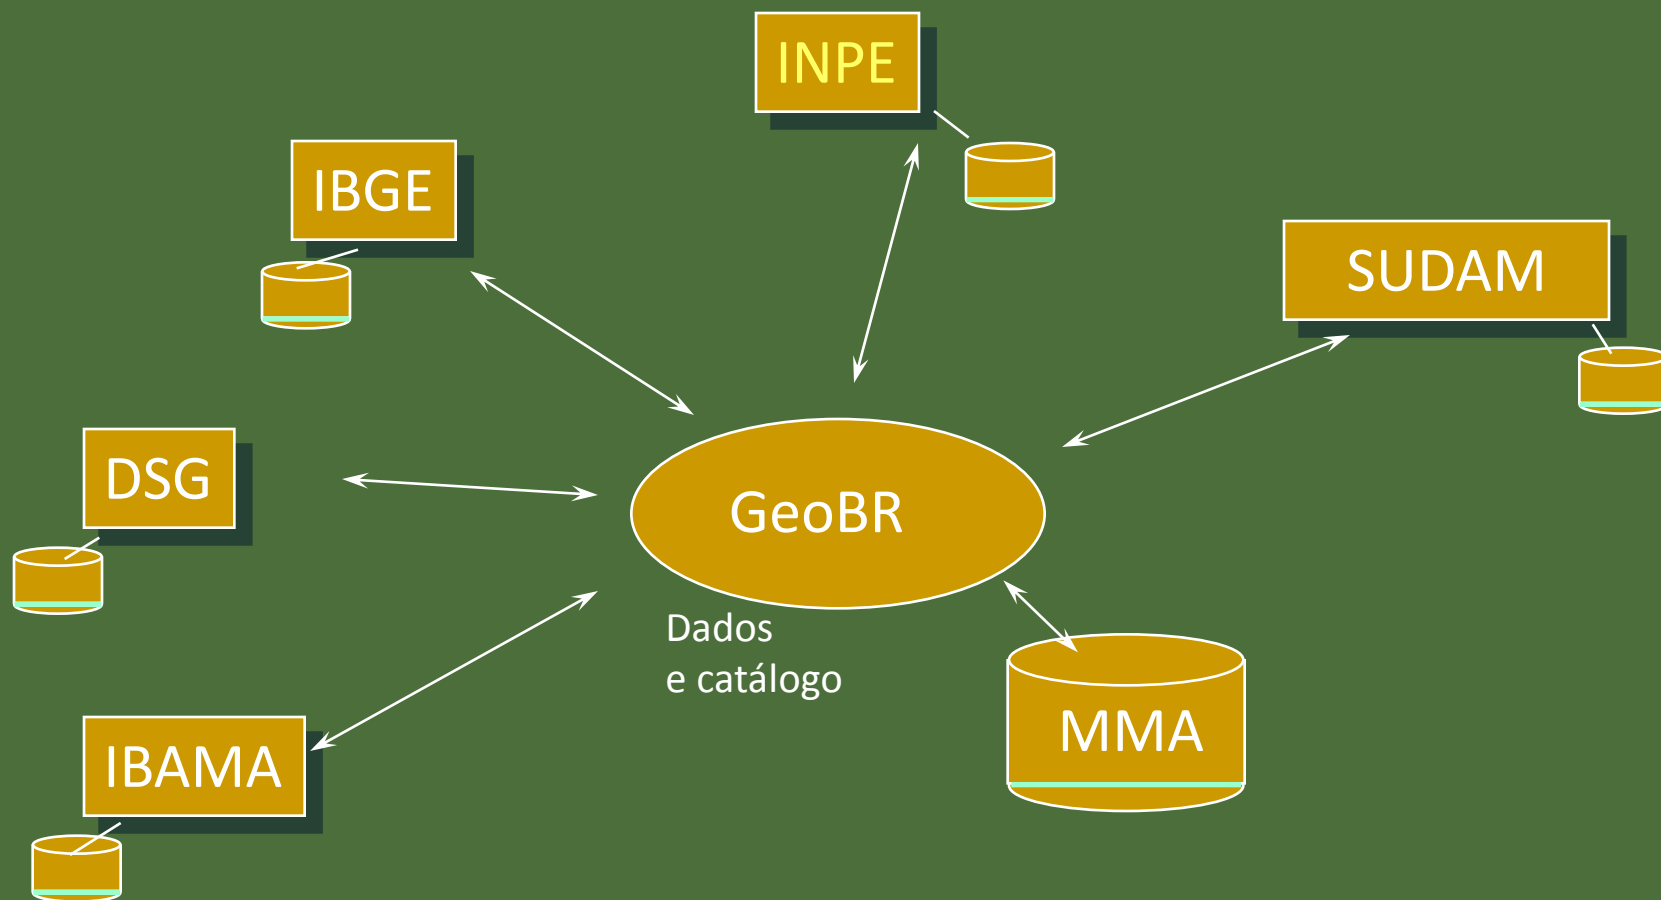 INPE
IBGE
SUDAM
DSG
GeoBR
Dados
e catálogo
MMA
IBAMA